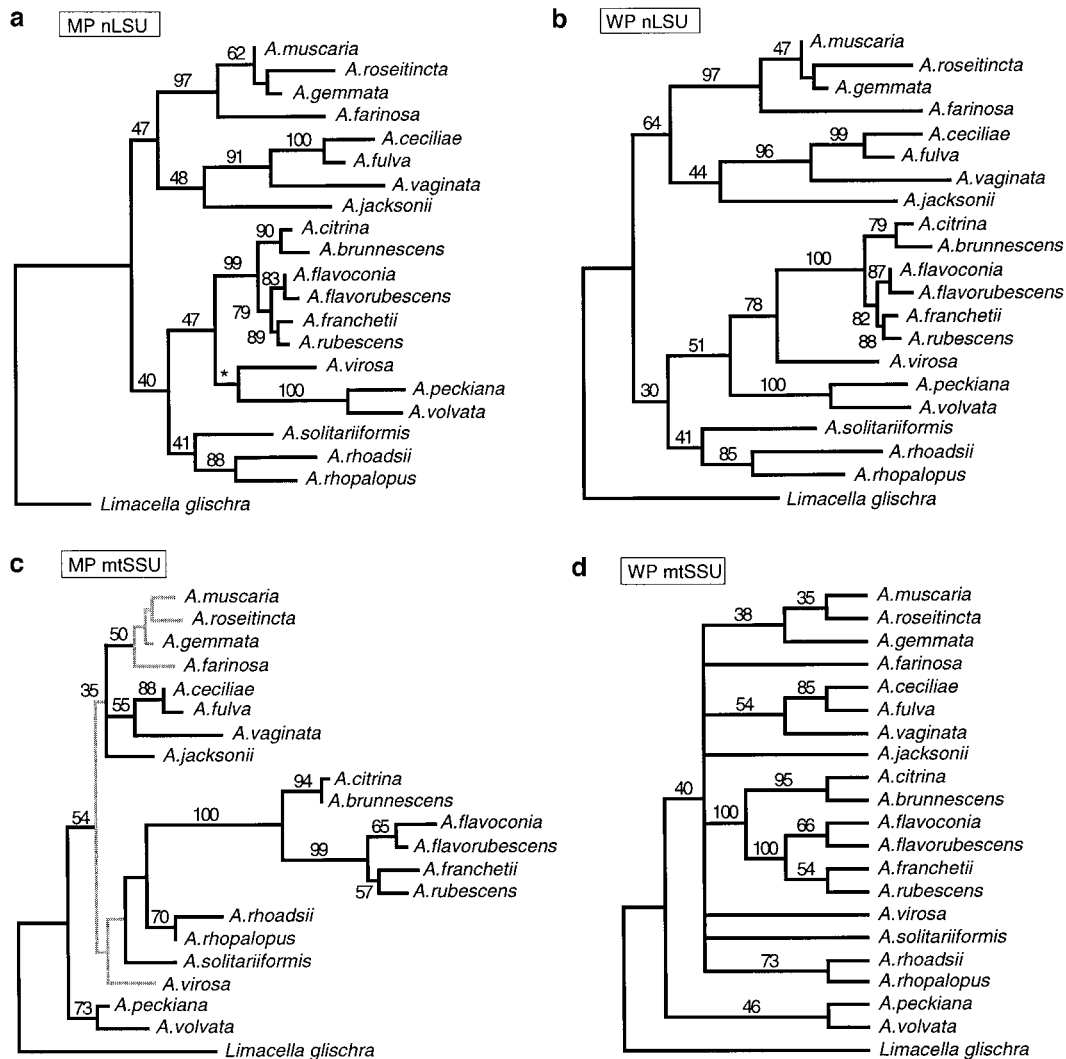 a
MP nLSU
62
A.muscaria
A.roseitincta
97
A.gemmata
A.farinosa
47
100
A.ceciliae
91
A.fulva
48
A.vaginata
A.jacksonii
90
A.citrina
A.brunnescens
99
83
A.flavoconia
A.flavorubescens
79
A.franchetii
47
89
A.rubescens
*
A.virosa
40
100
A.peckiana
A.volvata
41
A.solitariiformis
88
A.rhoadsii
A.rhopalopus
Limacella glischra
b
WP nLSU
47
A.muscaria
A.roseitincta
97
A.gemmata
A.farinosa
64
99
A.ceciliae
96
A.fulva
44
A.vaginata
A.jacksonii
79
A.citrina
A.brunnescens
100
87
A.flavoconia
A.flavorubescens
78
82
A.franchetii
88
A.rubescens
51
A.virosa
30
100
A.peckiana
A.volvata
41
A.solitariiformis
85
A.rhoadsii
A.rhopalopus
Limacella glischra
c
MP mtSSU
A.muscaria
A.roseitincta
50
A.gemmata
A.farinosa
35
88
A.ceciliae
55
A.fulva
A.vaginata
A.jacksonii
94
A.citrina
A.brunnescens
54
100
65
A.flavoconia
A.flavorubescens
99
A.franchetii
57
A.rubescens
70
A.rhoadsii
A.rhopalopus
A.solitariiformis
A.virosa
73
A.peckiana
A.volvata
Limacella glischra
d
WP mtSSU
35
A.muscaria
38
A.roseitincta
A.gemmata
A.farinosa
85
A.ceciliae
54
A.fulva
A.vaginata
A.jacksonii
40
95
A.citrina
A.brunnescens
100
66
A.flavoconia
A.flavorubescens
100
54
A.franchetii
A.rubescens
A.virosa
A.solitariiformis
73
A.rhoadsii
A.rhopalopus
46
A.peckiana
A.volvata
Limacella glischra